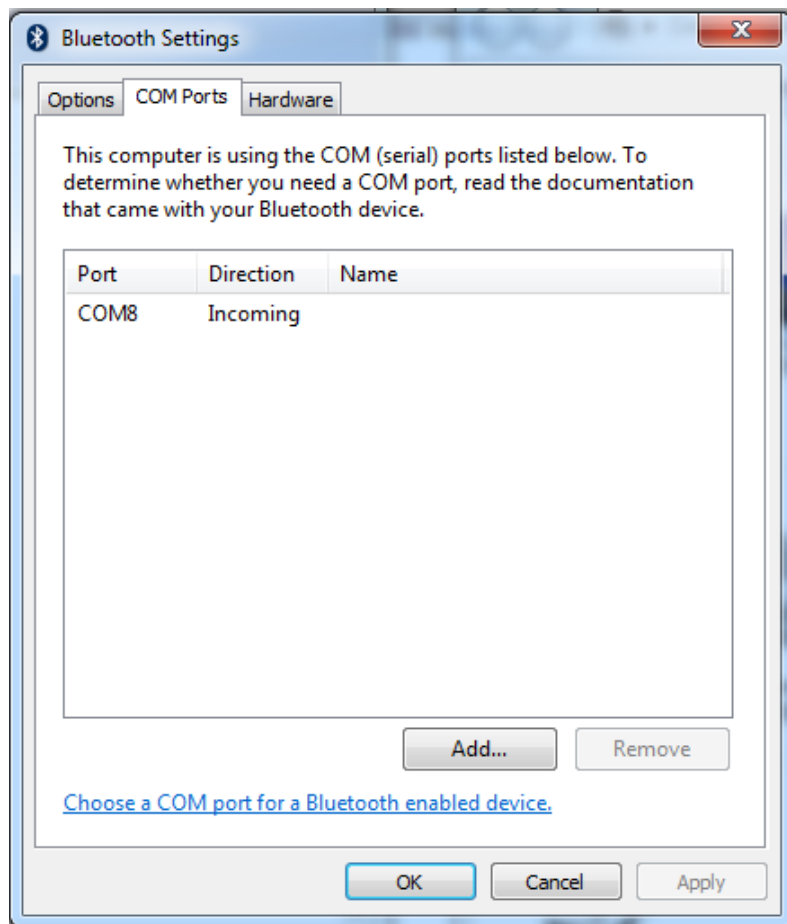 Bluetooth Settings
Options COM Ports Hardware
This computer is using the COM (serial) ports listed below. To
determine whether you need a COM port, read the documentation
that came with your Bluetooth device.
Port Direction Name
COM8 Incoming
Add... Remove
Choose a COM port for a Bluetooth enabled device.
OK Cancel Apply